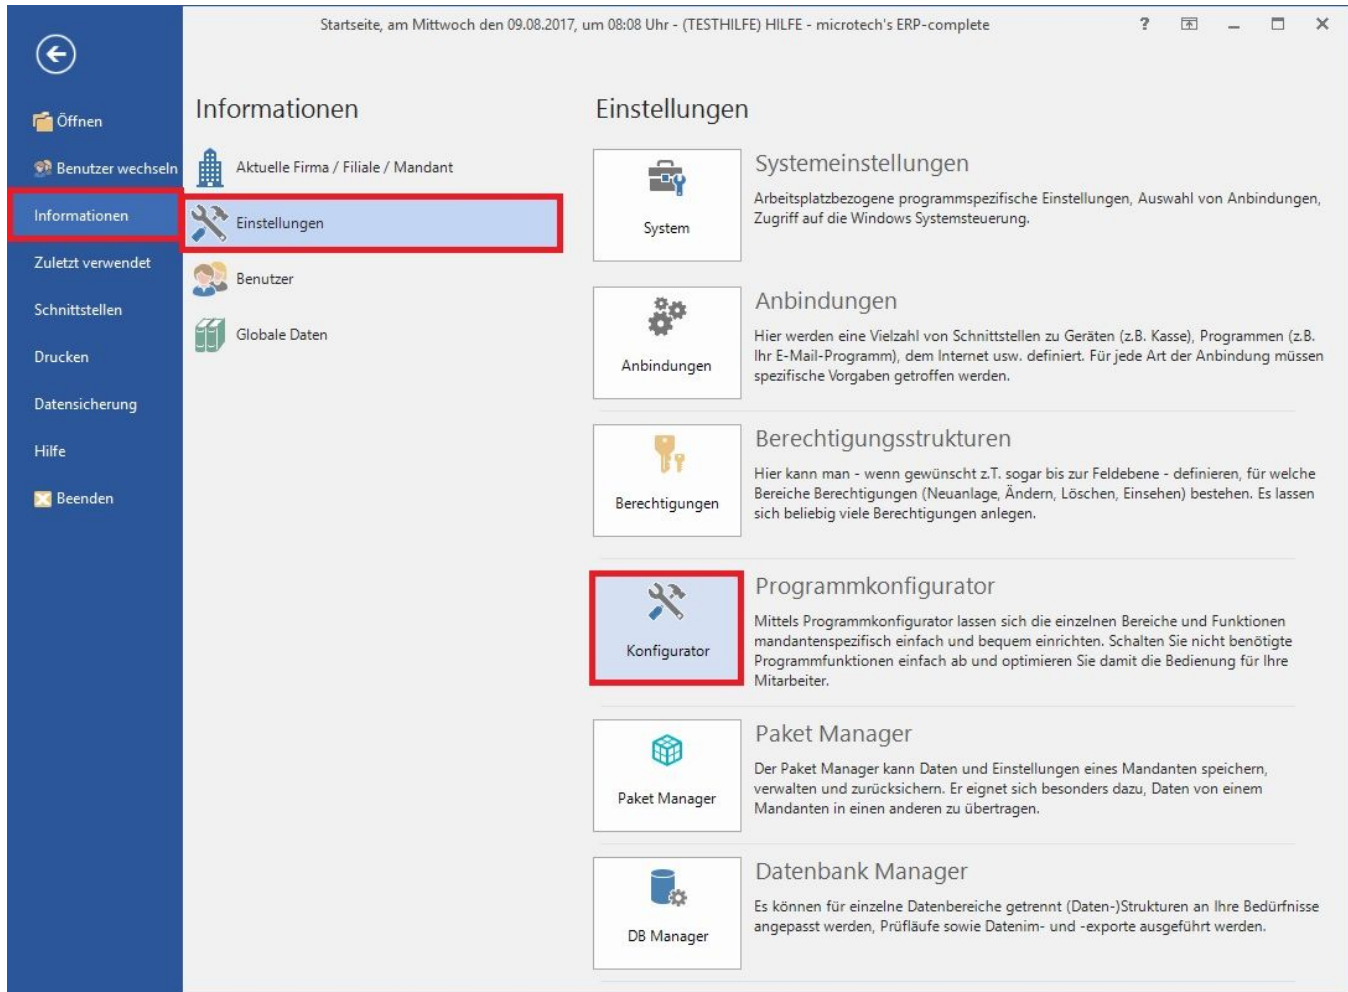 Startseite, am Mittwoch den 09.08.2017, um 08:08 Uhr - (TESTHILFE) HILFE - microtech's ERP-complete
?
Öffnen
Benutzer wechseln
Informationen
Zuletzt verwendet
Schnittstellen
Drucken
Datensicherung
Hilfe
Beenden
Informationen
Aktuelle Firma / Filiale / Mandant
Einstellungen
Benutzer
Globale Daten
Einstellungen
System
Systemeinstellungen
Arbeitsplatzbezogene programmspezifische Einstellungen, Auswahl von Anbindungen,
Zugriff auf die Windows Systemsteuerung.
Anbindungen
Anbindungen
Hier werden eine Vielzahl von Schnittstellen zu Geräten (z.B. Kasse), Programmen (z.B.
Ihr E-Mail-Programm), dem Internet usw. definiert. Für jede Art der Anbindung müssen
spezifische Vorgaben getroffen werden.
Berechtigungen
Berechtigungsstrukturen
Hier kann man - wenn gewünscht z.T. sogar bis zur Feldebene - definieren, für welche
Bereiche Berechtigungen (Neuanlage, Ändern, Löschen, Einsehen) bestehen. Es lassen
sich beliebig viele Berechtigungen anlegen.
Konfigurator
Programmkonfigurator
Mittels Programmkonfigurator lassen sich die einzelnen Bereiche und Funktionen
mandantenspezifisch einfach und bequem einrichten. Schalten Sie nicht benötigte
Programmfunktionen einfach ab und optimieren Sie damit die Bedienung für Ihre
Mitarbeiter.
Paket Manager
Paket Manager
Der Paket Manager kann Daten und Einstellungen eines Mandanten speichern,
verwalten und zurücksichern. Er eignet sich besonders dazu, Daten von einem
Mandanten in einen anderen zu übertragen.
DB Manager
Datenbank Manager
Es können für einzelne Datenbereiche getrennt (Daten-)Strukturen an Ihre Bedürfnisse
angepasst werden, Prüfläufe sowie Datenim- und -exporte ausgeführt werden.